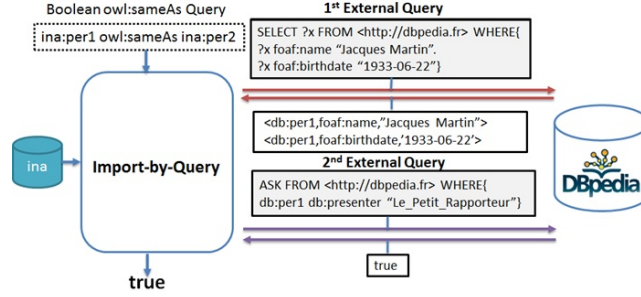 Boolean owl:sameAs Query
ina:per1 owl:sameAs ina:per2
ina
Import-by-Query
true
1st External Query
SELECT ?x FROM <http://dbpedia.fr> WHERE{
?x foaf:name “Jacques Martin”.
?x foaf:birthdate “1933-06-22”}
<db:per1,foaf:name,”Jacques Martin”>
<db:per1,foaf:birthdate,’1933-06-22’>
2nd External Query
ASK FROM <http://dbpedia.fr> WHERE{
db:per1 db:presenter “Le_Petit_Rapporteur”}
true
DBpedia